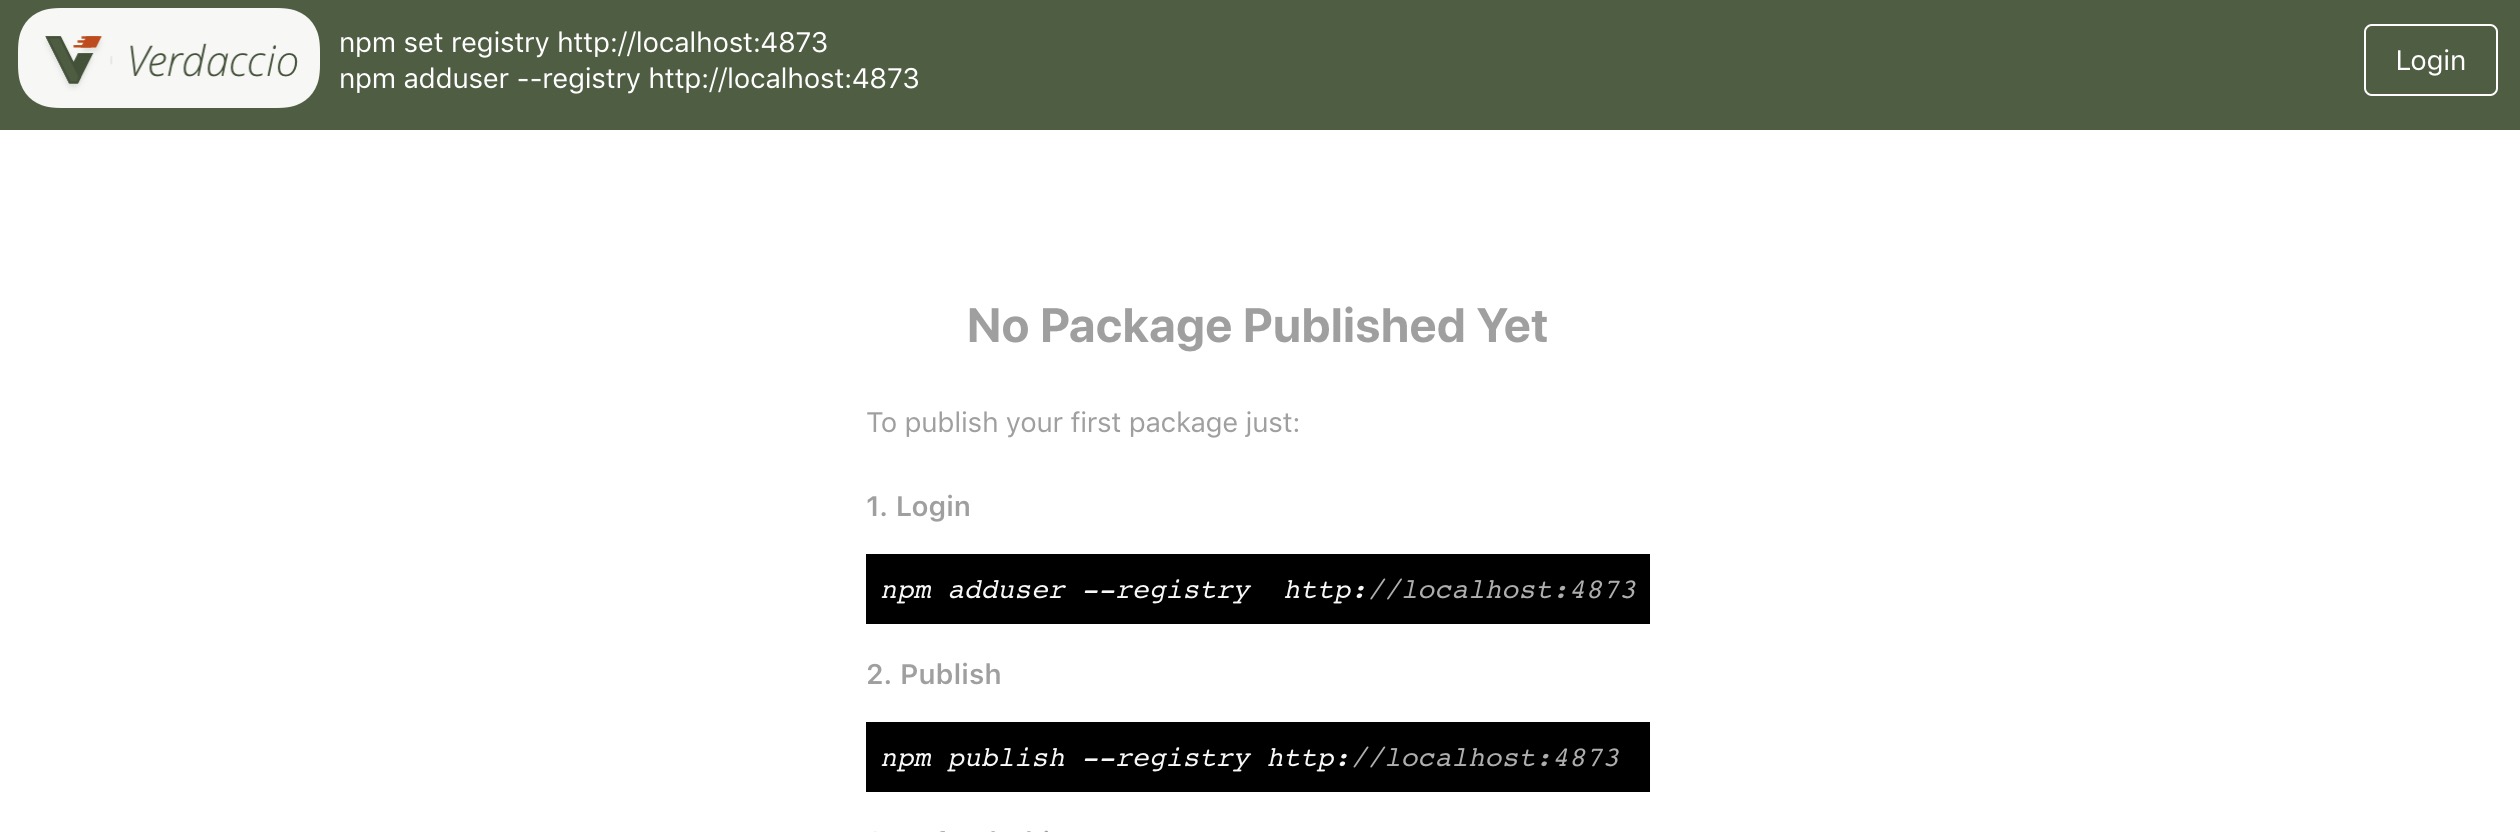 Verdaccio
npm set registry http://localhost:4873
npm adduser --registry http://localhost:4873
Login
No Package Published Yet
To publish your first package just:
1. Login
npm adduser --registry  http://localhost:4873
2. Publish
npm publish --registry http://localhost:4873